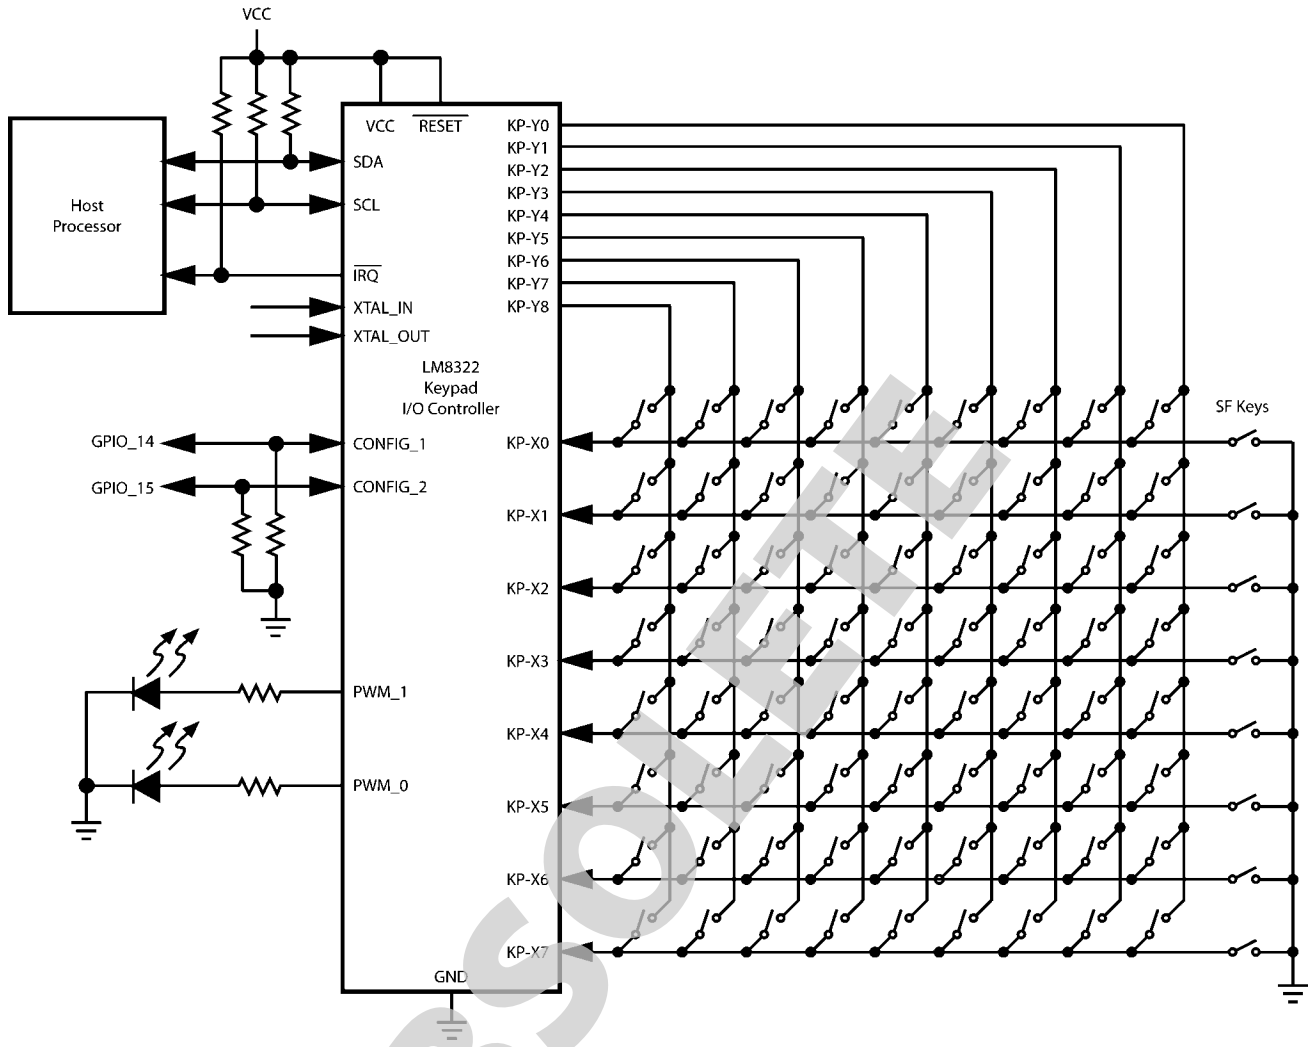 VCC
VCC
RESET
Host
Processor
SDA
SCL
IRQ
XTAL_IN
XTAL_OUT
LM8322
Keypad
I/O Controller
GPIO_14
CONFIG_1
GPIO_15
CONFIG_2
PWM_1
PWM_0
GND
KP-Y0
KP-Y1
KP-Y2
KP-Y3
KP-Y4
KP-Y5
KP-Y6
KP-Y7
KP-Y8
SF Keys
KP-X0
KP-X1
KP-X2
KP-X3
KP-X4
KP-X5
KP-X6
KP-X7
BSOLETE